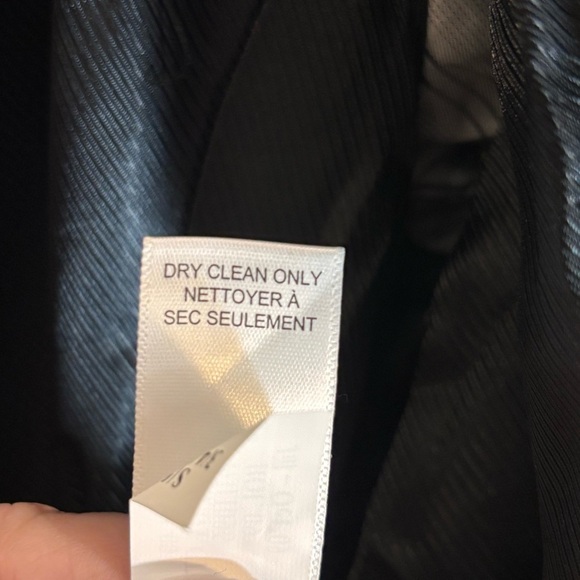 DRY CLEAN ONLY
NETTOYER À
SEC SEULEMENT